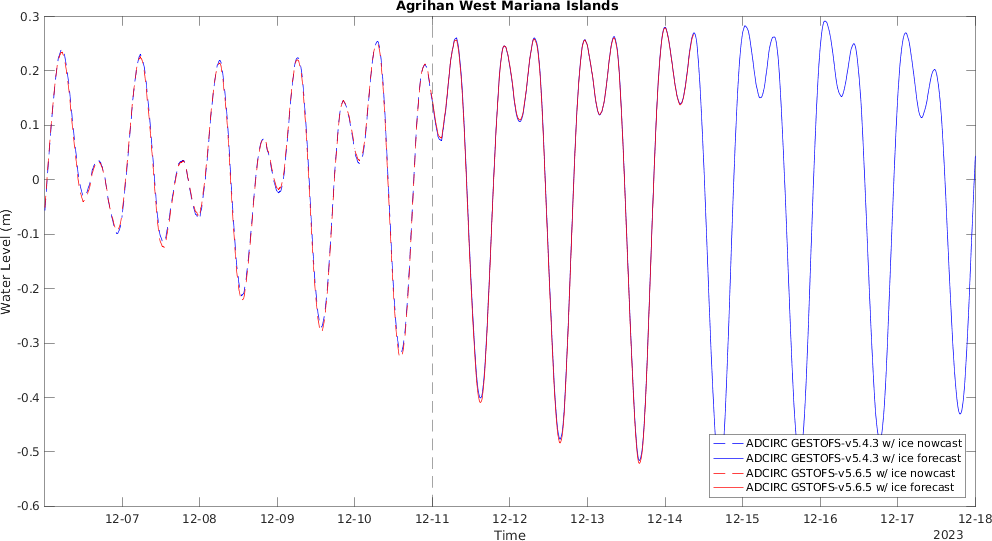 Agrihan West Mariana Islands
0.3
0.2
0.1
0
-0.1
-0.2
-0.3
-0.4
-0.5
-0.6
Water Level (m)
ADCIRC GESTOFS-v5.4.3 w/ ice nowcast
ADCIRC GESTOFS-v5.4.3 w/ ice forecast
ADCIRC GSTOFS-v5.6.5 w/ ice nowcast
ADCIRC GSTOFS-v5.6.5 w/ ice forecast
12-07 12-08 12-09 12-10 12-11 12-12 12-13 12-14 12-15 12-16 12-17 12-18
Time
2023